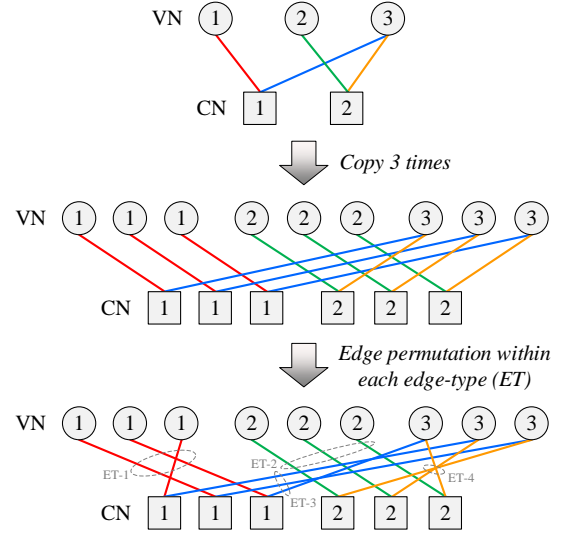 VN 1 2 3
CN 1 2
Copy 3 times
VN 1 1 1 2 2 2 3 3 3
CN 1 1 1 2 2 2
Edge permutation within
each edge-type (ET)
VN 1 1 1 2 2 2 3 3 3
ET-1 ET-2 ET-4
ET-3
CN 1 1 1 2 2 2